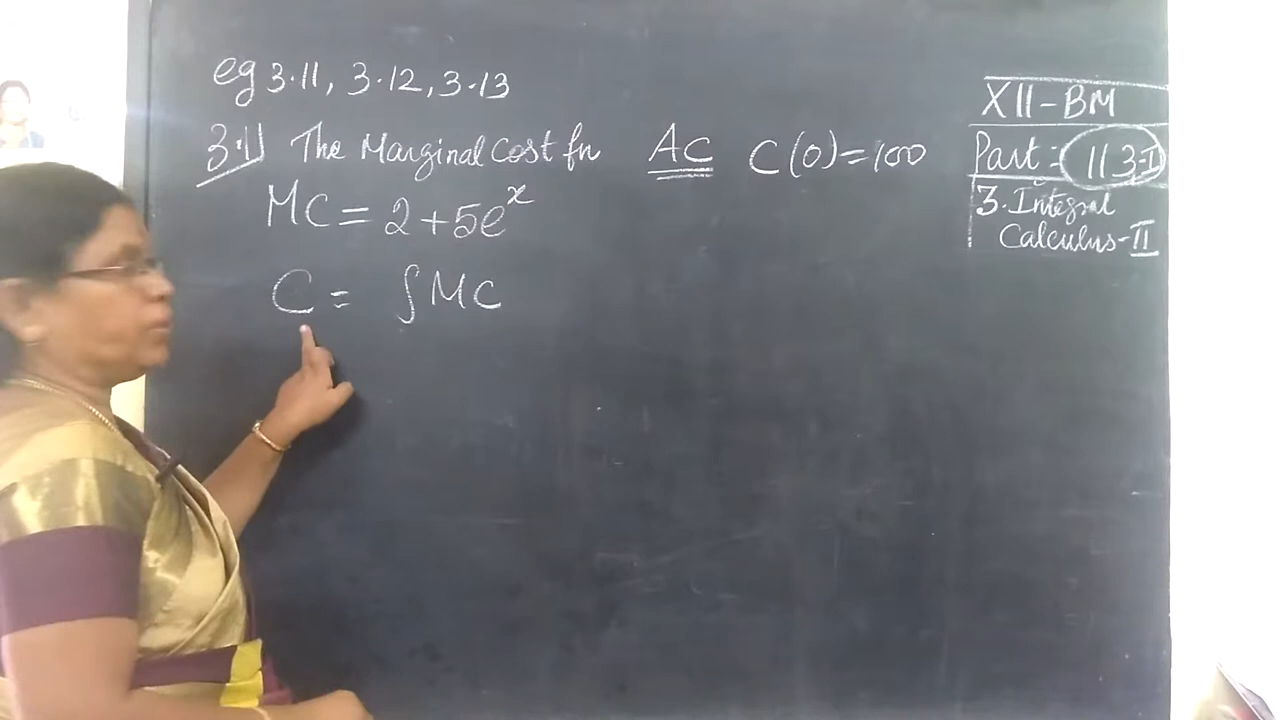 eg 3.11, 3.12, 3.13
3.11 The Marginal Cost fn AC C(0)=100
MC = 2+5e^x
C = ∫MC
XII-BM
Part: 11 3.I
3. Integral
Calculus-II